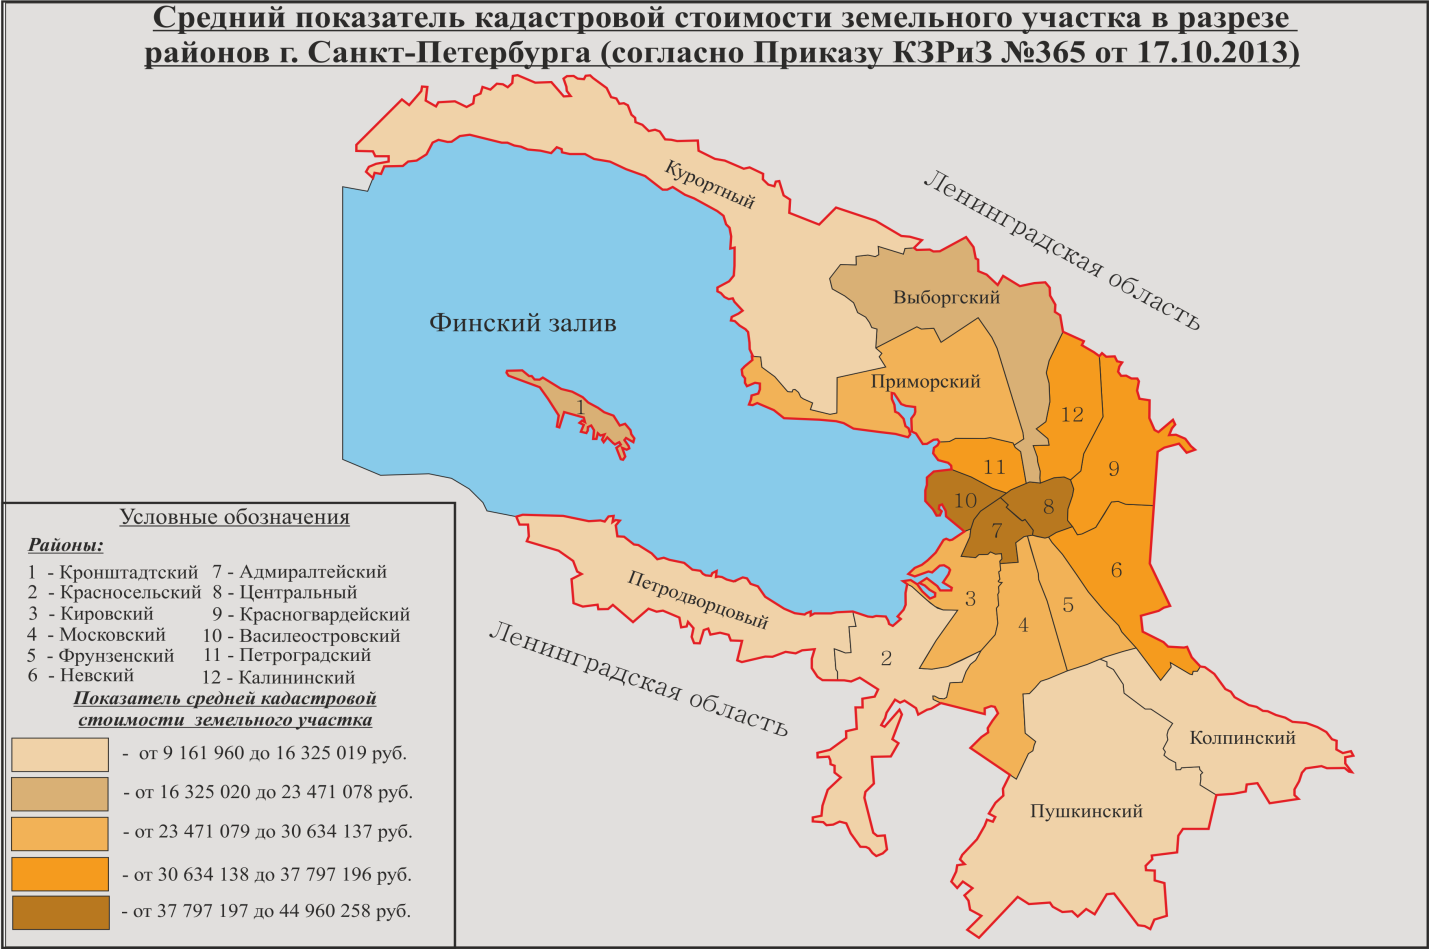 Средний показатель кадастровой стоимости земельного участка в разрезе
районов г. Санкт-Петербурга (согласно Приказу КЗРиЗ №365 от 17.10.2013)
Курортный
Ленинградская область
Выборгский
Финский залив
Приморский
1
12
11
9
10
8
7
6
3
5
4
Петродворцовый
2
Ленинградская область
Колпинский
Пушкинский
Условные обозначения
Районы:
1 - Кронштадтский 7 - Адмиралтейский
2 - Красносельский 8 - Центральный
3 - Кировский 9 - Красногвардейский
4 - Московский 10 - Василеостровский
5 - Фрунзенский 11 - Петроградский
6 - Невский 12 - Калининский
Показатель средней кадастровой
стоимости земельного участка
- от 9 161 960 до 16 325 019 руб.
- от 16 325 020 до 23 471 078 руб.
- от 23 471 079 до 30 634 137 руб.
- от 30 634 138 до 37 797 196 руб.
- от 37 797 197 до 44 960 258 руб.